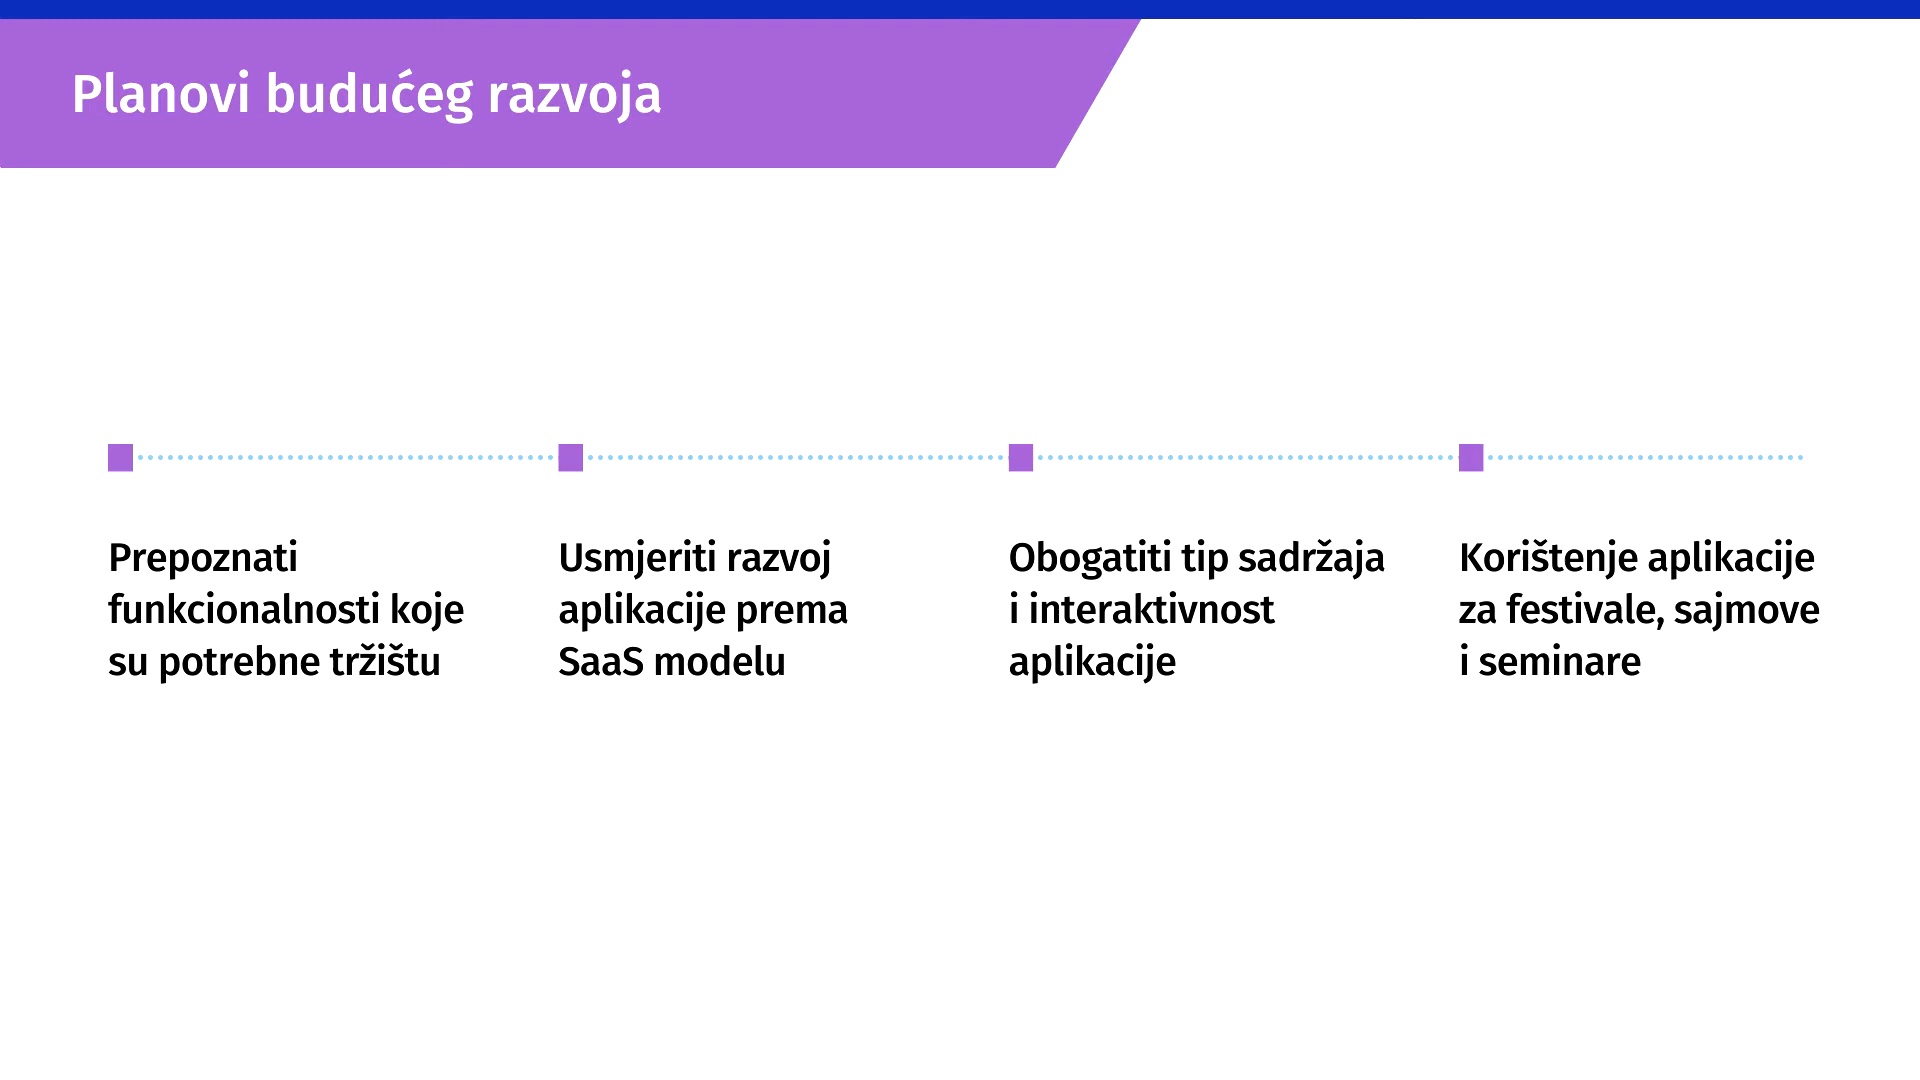 Planovi budućeg razvoja
Prepoznati
funkcionalnosti koje
su potrebne tržištu
Usmjeriti razvoj
aplikacije prema
SaaS modelu
Obogatiti tip sadržaja
i interaktivnost
aplikacije
Korištenje aplikacije
za festivale, sajmove
i seminare